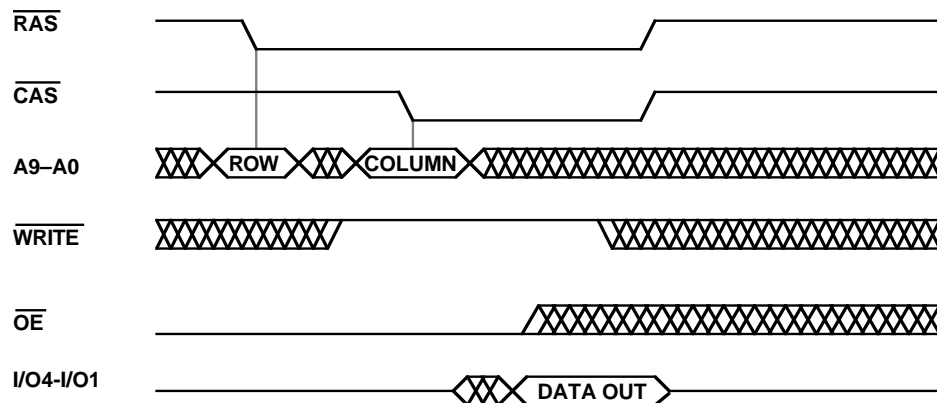 RAS
CAS
A9–A0 ROW COLUMN
WRITE
OE
I/O4-I/O1 DATA OUT